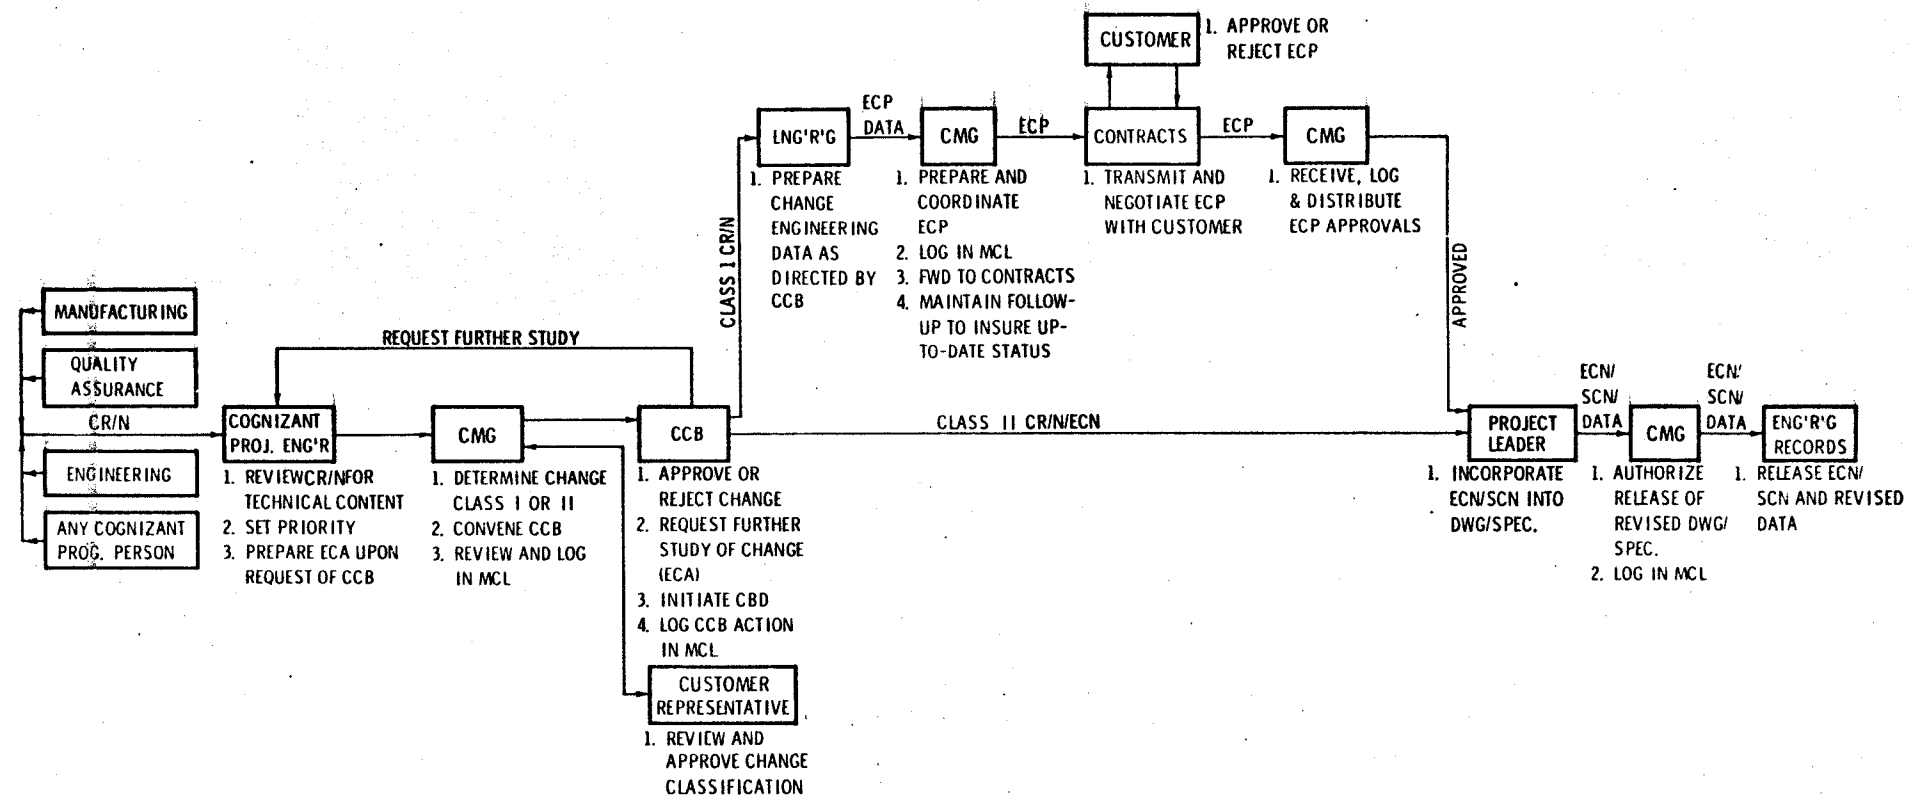 CUSTOMER
1. APPROVE OR
REJECT ECP
LNG'R'G
ECP
DATA
CMG
ECP
CONTRACTS
ECP
CMG
1. PREPARE
CHANGE
ENGINEERING
DATA AS
DIRECTED BY
CCB
1. PREPARE AND
COORDINATE
ECP
2. LOG IN MCL
3. FWD TO CONTRACTS
4. MAINTAIN FOLLOW-
UP TO INSURE UP-
TO-DATE STATUS
1. TRANSMIT AND
NEGOTIATE ECP
WITH CUSTOMER
1. RECEIVE, LOG
& DISTRIBUTE
ECP APPROVALS
CLASS I CR/N
APPROVED
MANUFACTURING
QUALITY
ASSURANCE
CR/N
ENGINEERING
ANY COGNIZANT
PROG. PERSON
REQUEST FURTHER STUDY
COGNIZANT
PROJ. ENG'R
1. REVIEWCR/NFOR
TECHNICAL CONTENT
2. SET PRIORITY
3. PREPARE ECA UPON
REQUEST OF CCB
CMG
1. DETERMINE CHANGE
CLASS I OR II
2. CONVENE CCB
3. REVIEW AND LOG
IN MCL
CCB
1. APPROVE OR
REJECT CHANGE
2. REQUEST FURTHER
STUDY OF CHANGE
(ECA)
3. INITIATE CBD
4. LOG CCB ACTION
IN MCL
CUSTOMER
REPRESENTATIVE
1. REVIEW AND
APPROVE CHANGE
CLASSIFICATION
CLASS II CR/N/ECN
PROJECT
LEADER
1. INCORPORATE
ECN/SCN INTO
DWG/SPEC.
ECN/
SCN/
DATA
CMG
1. AUTHORIZE
RELEASE OF
REVISED DWG/
SPEC.
2. LOG IN MCL
ECN/
SCN/
DATA
ENG'R'G
RECORDS
1. RELEASE ECN/
SCN AND REVISED
DATA